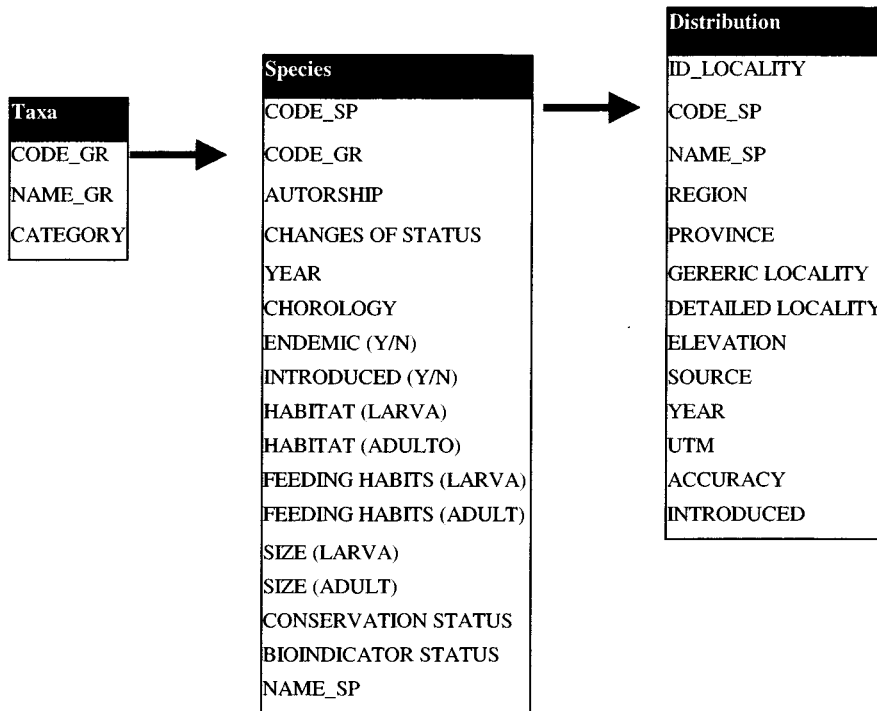 Taxa
CODE_GR
NAME_GR
CATEGORY
Species
CODE_SP
CODE_GR
AUTORSHIP
CHANGES OF STATUS
YEAR
CHOROLOGY
ENDEMIC (Y/N)
INTRODUCED (Y/N)
HABITAT (LARVA)
HABITAT (ADULTO)
FEEDING HABITS (LARVA)
FEEDING HABITS (ADULT)
SIZE (LARVA)
SIZE (ADULT)
CONSERVATION STATUS
BIOINDICATOR STATUS
NAME_SP
Distribution
ID_LOCALITY
CODE_SP
NAME_SP
REGION
PROVINCE
GERERIC LOCALITY
DETAILED LOCALITY
ELEVATION
SOURCE
YEAR
UTM
ACCURACY
INTRODUCED